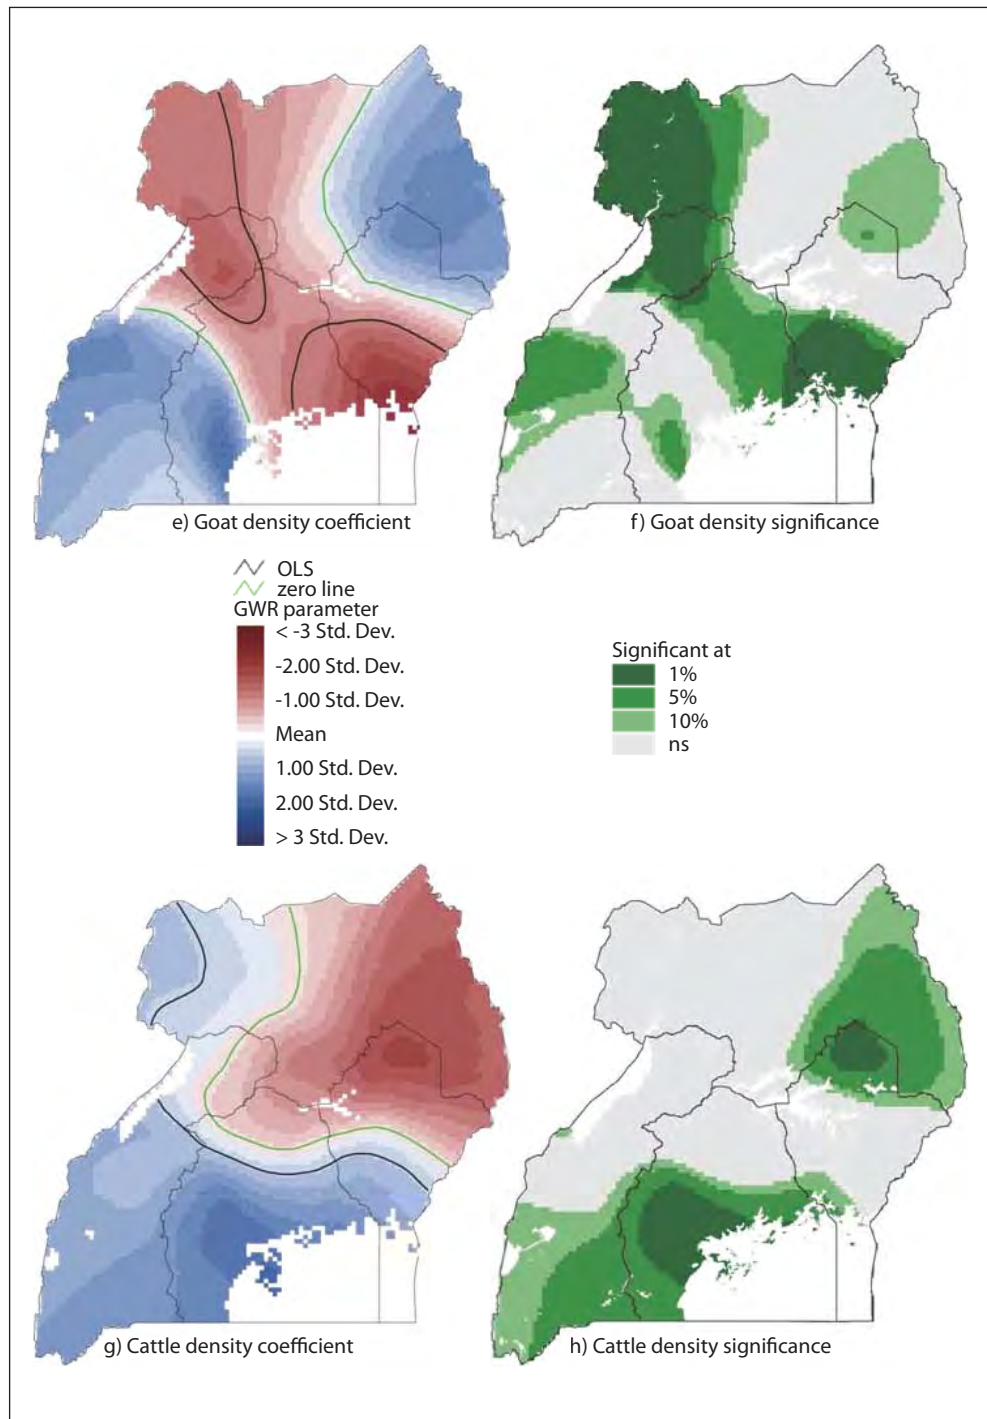 e) Goat density coefficient
f) Goat density significance
OLS
zero line
GWR parameter
< -3 Std. Dev.
-2.00 Std. Dev.
-1.00 Std. Dev.
Mean
1.00 Std. Dev.
2.00 Std. Dev.
> 3 Std. Dev.
Significant at
1%
5%
10%
ns
g) Cattle density coefficient
h) Cattle density significance